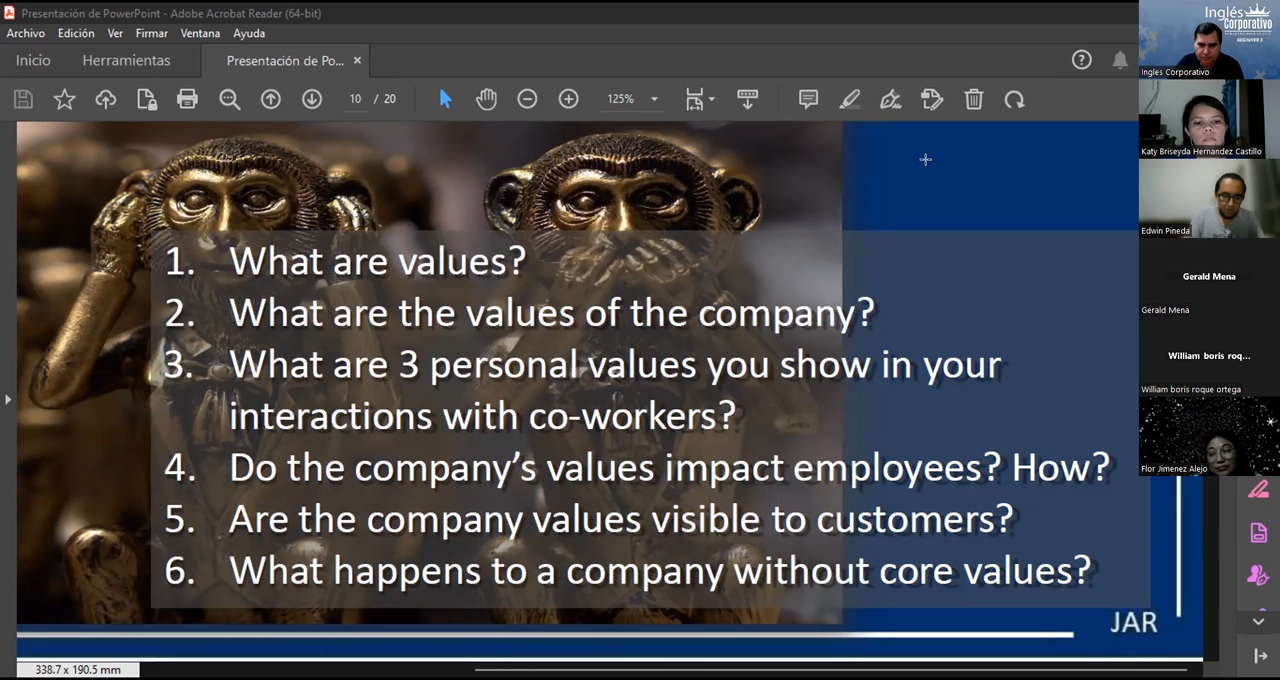 Presentación de PowerPoint - Adobe Acrobat Reader (64-bit)
Archivo Edición Ver Firmar Ventana Ayuda
Inicio Herramientas Presentación de Po... ×
10 / 20 125%
1. What are values?
2. What are the values of the company?
3. What are 3 personal values you show in your
interactions with co-workers?
4. Do the company’s values impact employees? How?
5. Are the company values visible to customers?
6. What happens to a company without core values?
JAR
338.7 x 190.5 mm
Inglés
Corporativo
BEGINNER 3
Ingles Corporativo
Katy Briseyda Hernandez Castillo
Edwin Pineda
Gerald Mena
Gerald Mena
William boris roq...
William boris roque ortega
Flor Jimenez Alejo